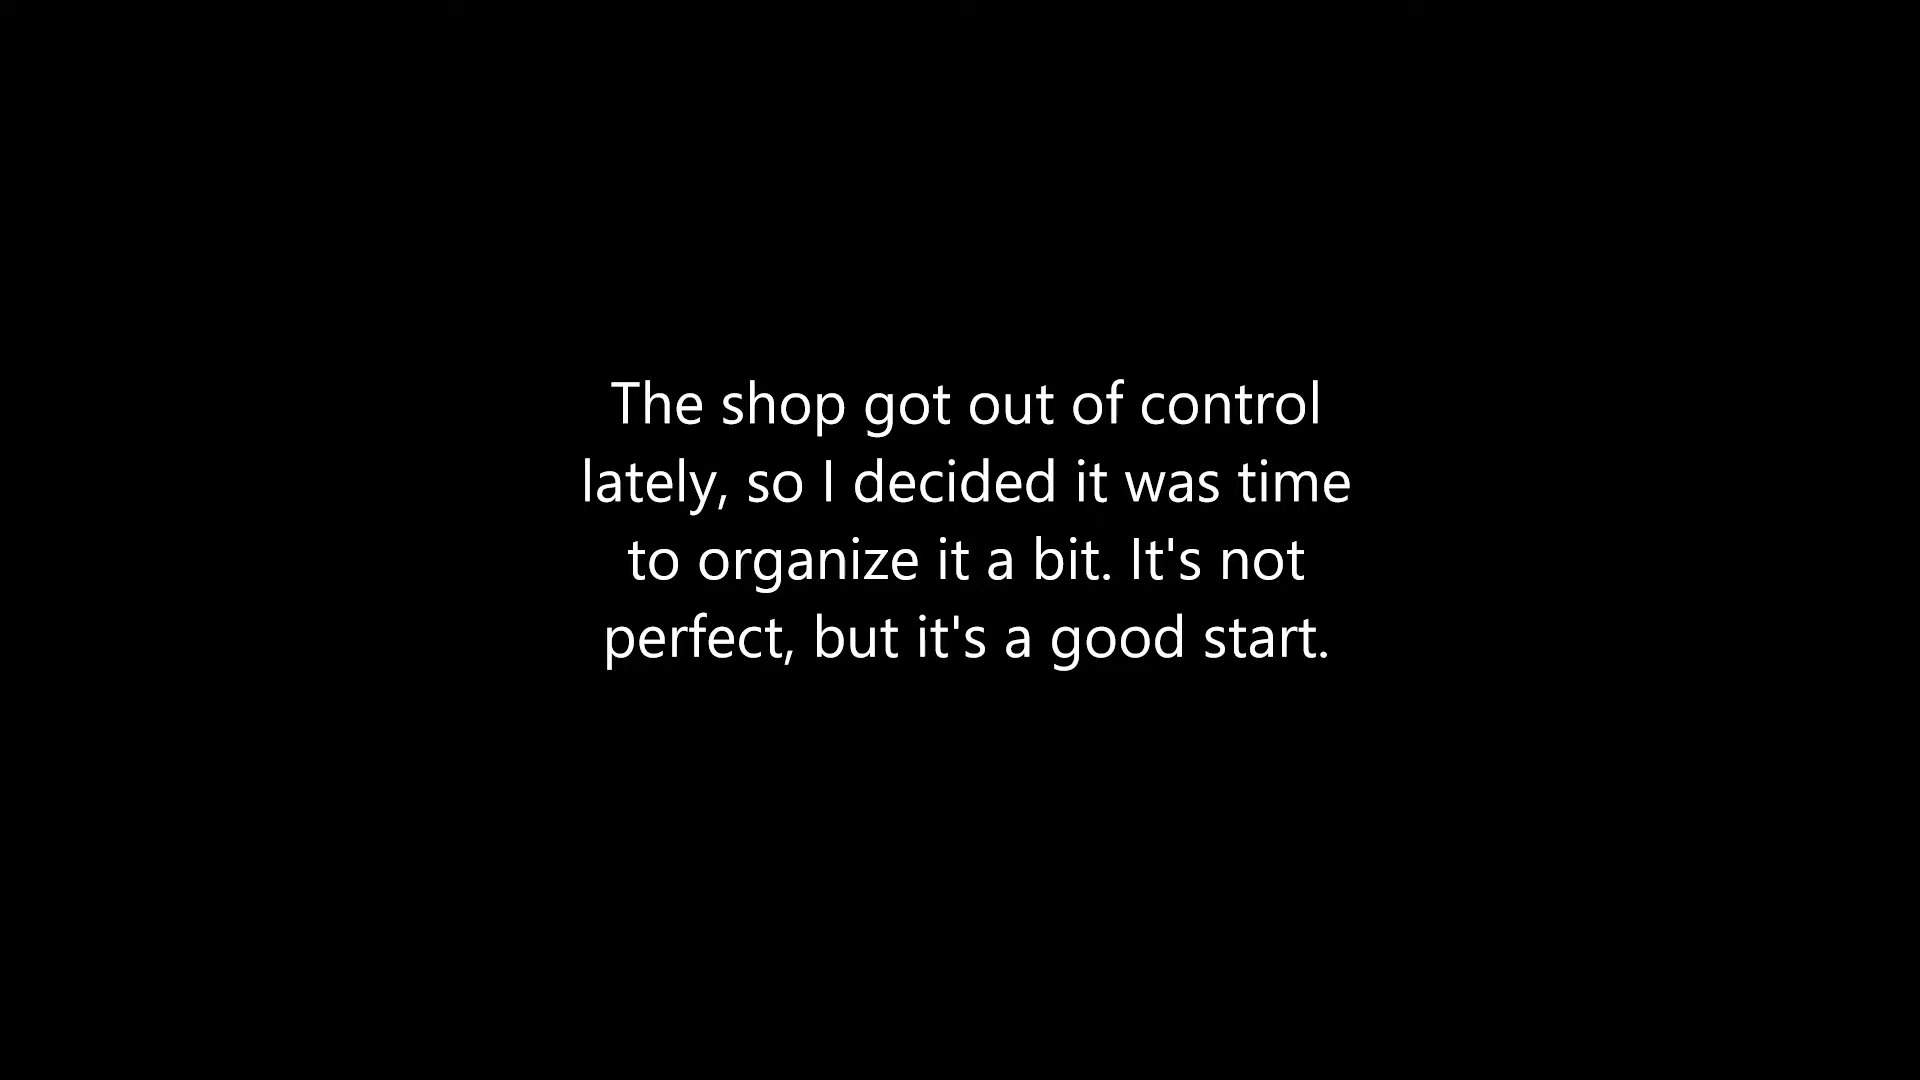 The shop got out of control
lately, so I decided it was time
to organize it a bit. It's not
perfect, but it's a good start.